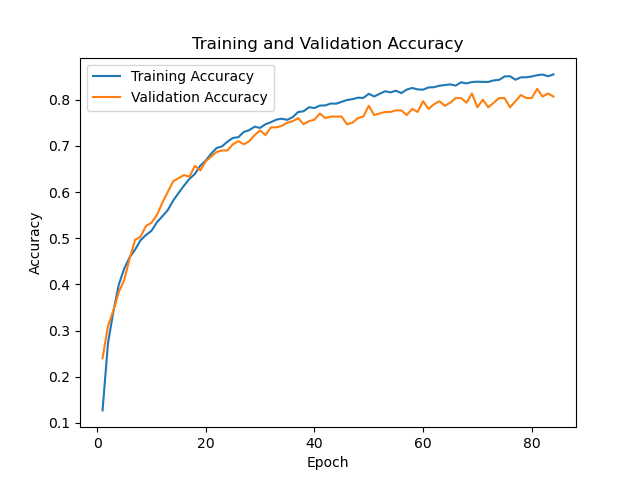 Training and Validation Accuracy
Training Accuracy
Validation Accuracy
0.8
0.7
0.6
0.5
0.4
0.3
0.2
0.1
Accuracy
0 20 40 60 80
Epoch